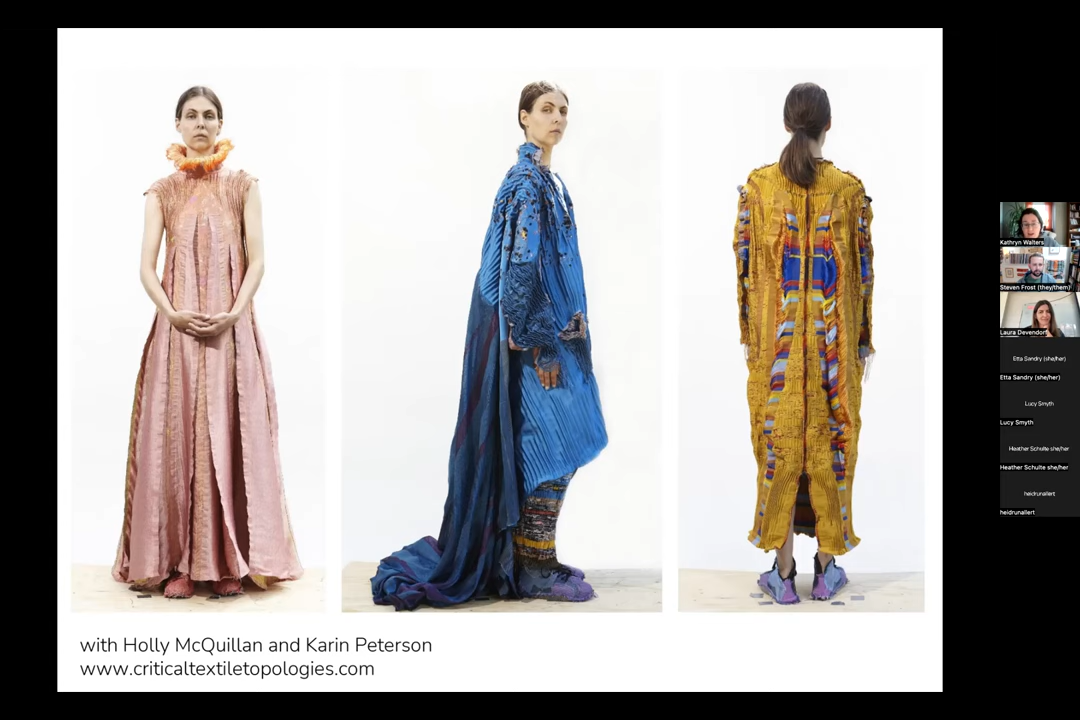 with Holly McQuillan and Karin Peterson
www.criticaltextiletopologies.com
Kathryn Walters
Steven Frost (they/them)
Laura Devendorf
Etta Sandry (she/her)
Etta Sandry (she/her)
Lucy Smyth
Lucy Smyth
Heather Schulte she/her
Heather Schulte she/her
heidrunallert
heidrunallert